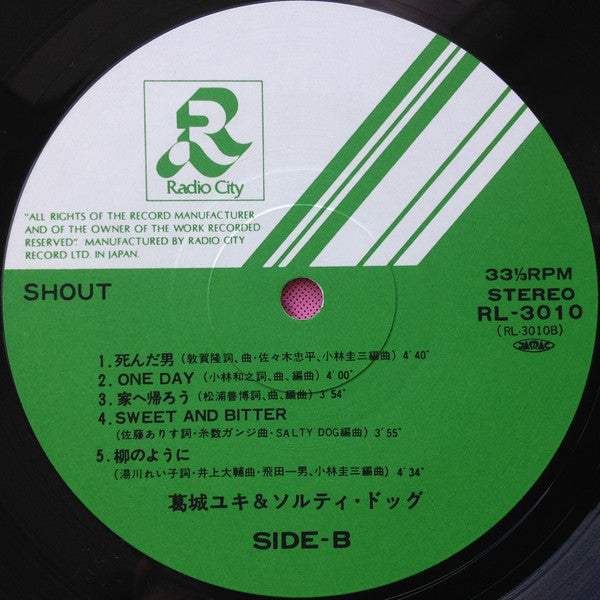 R
Radio City
"ALL RIGHTS OF THE RECORD MANUFACTURER
AND OF THE OWNER OF THE WORK RECORDED
RESERVED". MANUFACTURED BY RADIO CITY
RECORD LTD. IN JAPAN.
SHOUT
33⅓RPM
STEREO
RL-3010
(RL-3010B)
JASRAC
1.死んだ男(敦賀隆詞、曲・佐々木忠平、小林圭三編曲)4'40"
2.ONE DAY(小林和之詞、曲、編曲)4'00"
3.家へ帰ろう(松浦善博詞、曲、編曲)3'54"
4.SWEET AND BITTER
(佐藤ありす詞・糸数ガンジ曲・SALTY DOG編曲)3'55"
5.柳のように
(湯川れい子詞・井上大輔曲・飛田一男、小林圭三編曲)4'34"
葛城ユキ&ソルティ・ドッグ
SIDE-B